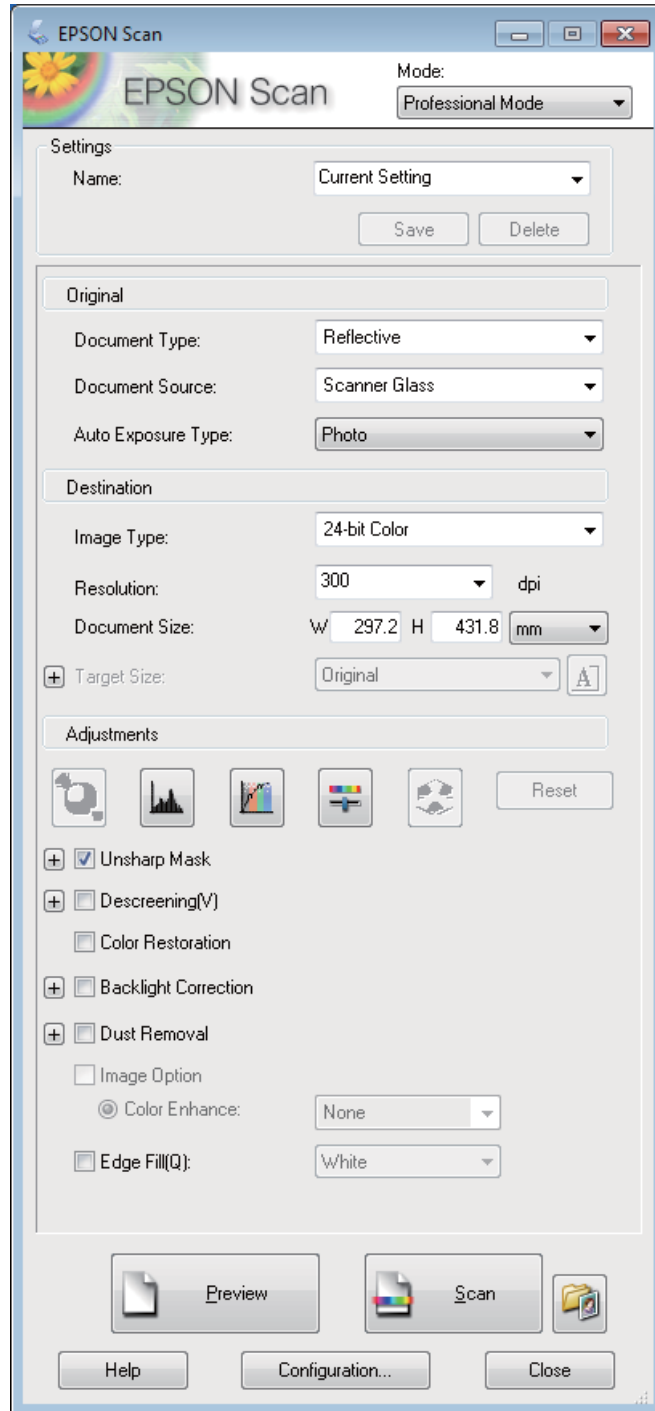 EPSON Scan
EPSON Scan
Mode:
Professional Mode
Settings
Name: Current Setting
Save Delete
Original
Document Type: Reflective
Document Source: Scanner Glass
Auto Exposure Type: Photo
Destination
Image Type: 24-bit Color
Resolution: 300 dpi
Document Size: W 297.2 H 431.8 mm
Target Size: Original A
Adjustments
Reset
Unsharp Mask
Descreening(V)
Color Restoration
Backlight Correction
Dust Removal
Image Option
Color Enhance: None
Edge Fill(Q): White
Preview Scan
Help Configuration... Close